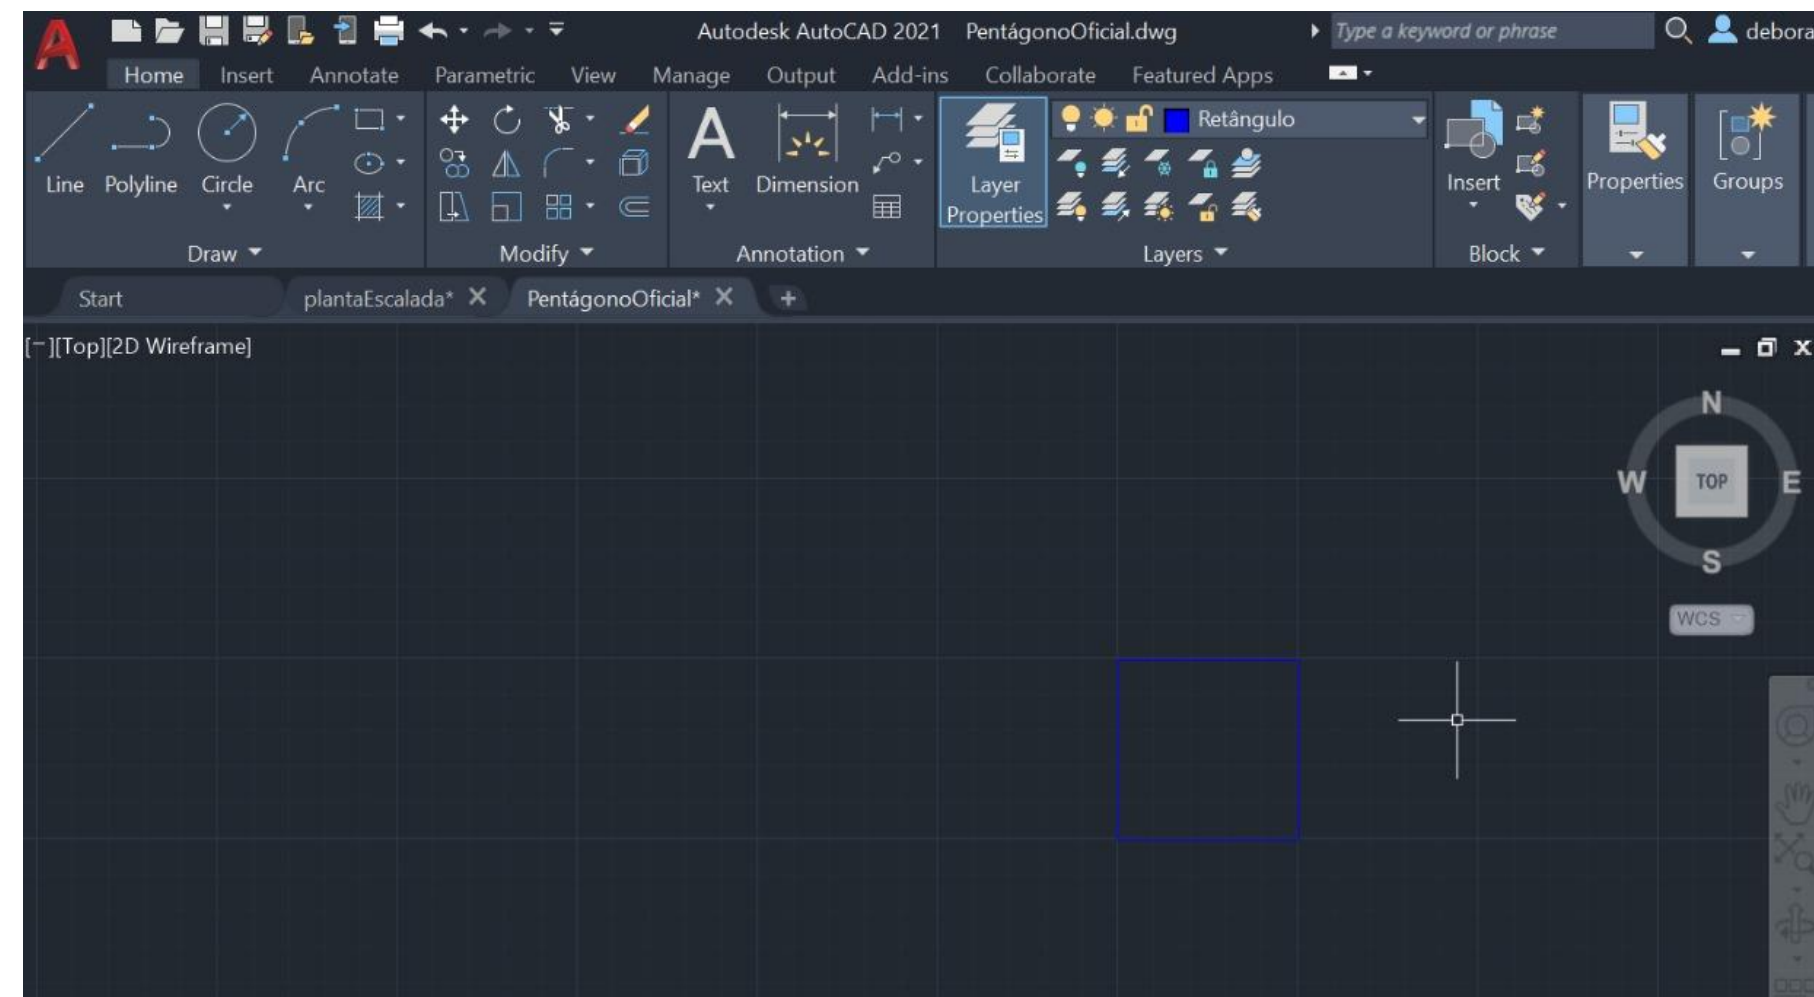 Autodesk AutoCAD 2021 PentágonoOficial.dwg Type a keyword or phrase debora
Home Insert Annotate Parametric View Manage Output Add-ins Collaborate Featured Apps
Retângulo
Line Polyline Circle Arc Text Dimension Layer Properties Insert Properties Groups
Draw Modify Annotation Layers Block
Start plantaEscalada* PentágonoOficial*
[−][Top][2D Wireframe]
N
W TOP E
S
WCS